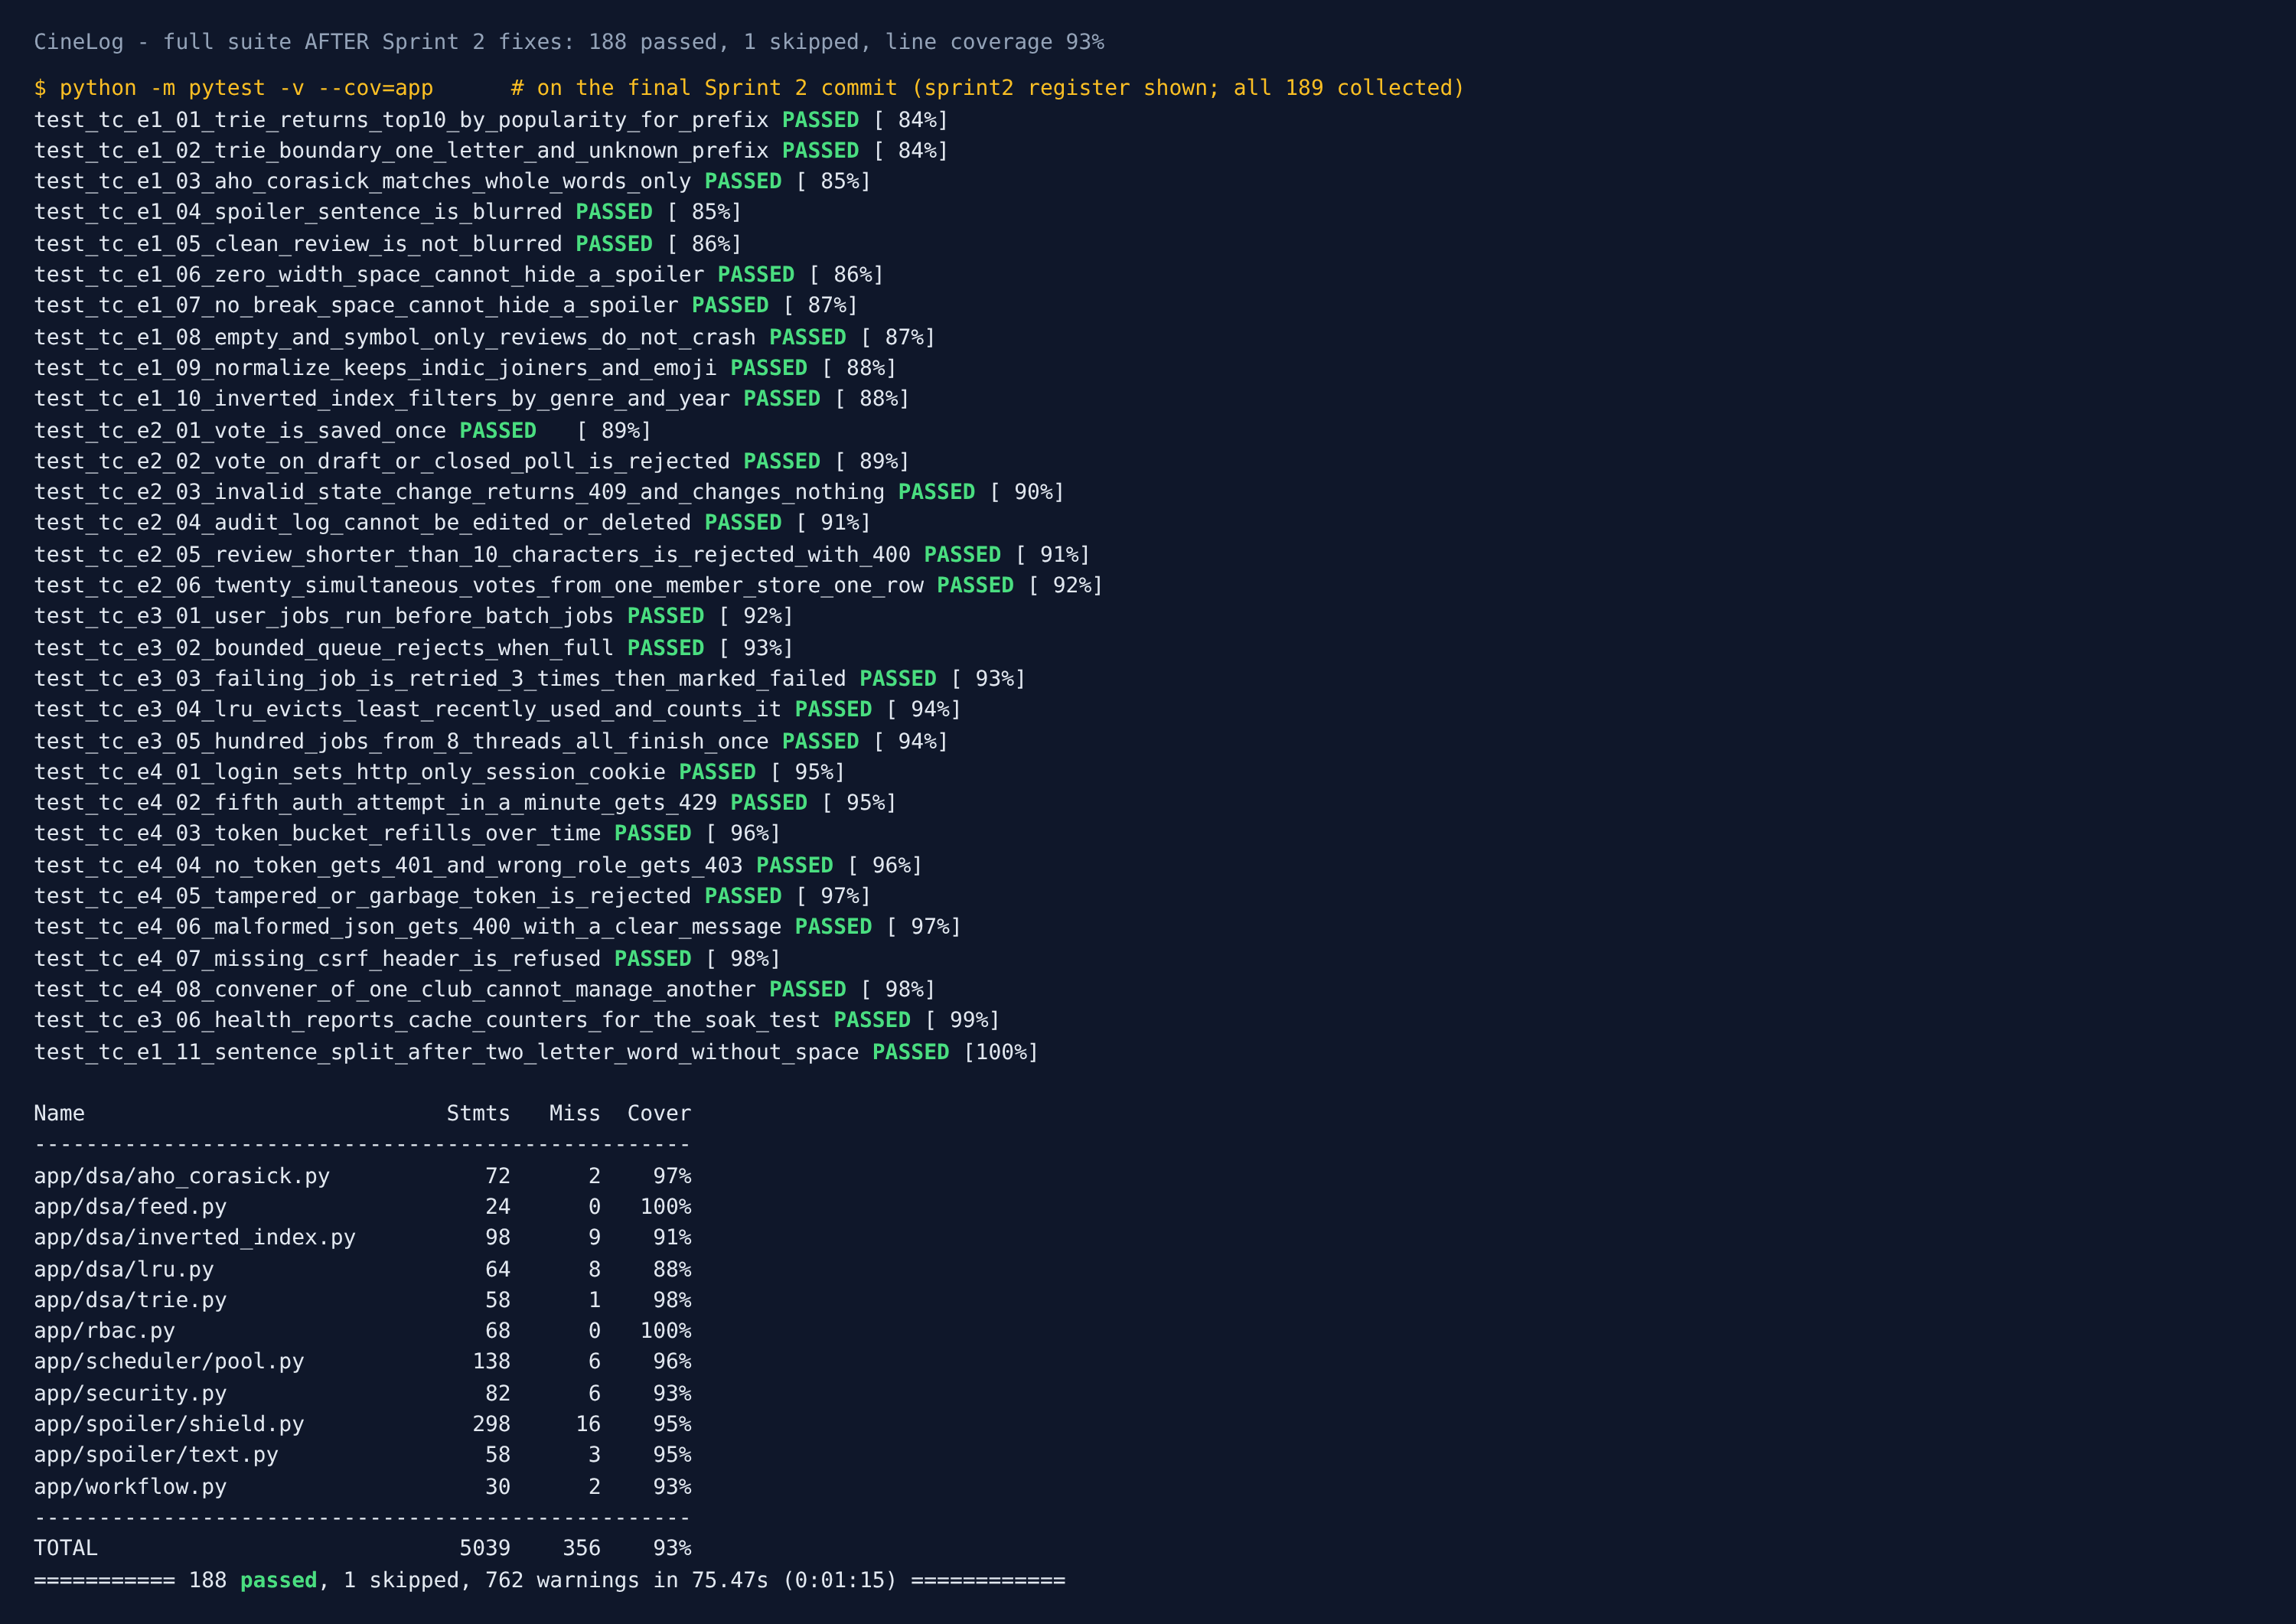 CineLog - full suite AFTER Sprint 2 fixes: 188 passed, 1 skipped, line coverage 93%
$ python -m pytest -v --cov=app      # on the final Sprint 2 commit (sprint2 register shown; all 189 collected)
test_tc_e1_01_trie_returns_top10_by_popularity_for_prefix PASSED [ 84%]
test_tc_e1_02_trie_boundary_one_letter_and_unknown_prefix PASSED [ 84%]
test_tc_e1_03_aho_corasick_matches_whole_words_only PASSED [ 85%]
test_tc_e1_04_spoiler_sentence_is_blurred PASSED [ 85%]
test_tc_e1_05_clean_review_is_not_blurred PASSED [ 86%]
test_tc_e1_06_zero_width_space_cannot_hide_a_spoiler PASSED [ 86%]
test_tc_e1_07_no_break_space_cannot_hide_a_spoiler PASSED [ 87%]
test_tc_e1_08_empty_and_symbol_only_reviews_do_not_crash PASSED [ 87%]
test_tc_e1_09_normalize_keeps_indic_joiners_and_emoji PASSED [ 88%]
test_tc_e1_10_inverted_index_filters_by_genre_and_year PASSED [ 88%]
test_tc_e2_01_vote_is_saved_once PASSED   [ 89%]
test_tc_e2_02_vote_on_draft_or_closed_poll_is_rejected PASSED [ 89%]
test_tc_e2_03_invalid_state_change_returns_409_and_changes_nothing PASSED [ 90%]
test_tc_e2_04_audit_log_cannot_be_edited_or_deleted PASSED [ 91%]
test_tc_e2_05_review_shorter_than_10_characters_is_rejected_with_400 PASSED [ 91%]
test_tc_e2_06_twenty_simultaneous_votes_from_one_member_store_one_row PASSED [ 92%]
test_tc_e3_01_user_jobs_run_before_batch_jobs PASSED [ 92%]
test_tc_e3_02_bounded_queue_rejects_when_full PASSED [ 93%]
test_tc_e3_03_failing_job_is_retried_3_times_then_marked_failed PASSED [ 93%]
test_tc_e3_04_lru_evicts_least_recently_used_and_counts_it PASSED [ 94%]
test_tc_e3_05_hundred_jobs_from_8_threads_all_finish_once PASSED [ 94%]
test_tc_e4_01_login_sets_http_only_session_cookie PASSED [ 95%]
test_tc_e4_02_fifth_auth_attempt_in_a_minute_gets_429 PASSED [ 95%]
test_tc_e4_03_token_bucket_refills_over_time PASSED [ 96%]
test_tc_e4_04_no_token_gets_401_and_wrong_role_gets_403 PASSED [ 96%]
test_tc_e4_05_tampered_or_garbage_token_is_rejected PASSED [ 97%]
test_tc_e4_06_malformed_json_gets_400_with_a_clear_message PASSED [ 97%]
test_tc_e4_07_missing_csrf_header_is_refused PASSED [ 98%]
test_tc_e4_08_convener_of_one_club_cannot_manage_another PASSED [ 98%]
test_tc_e3_06_health_reports_cache_counters_for_the_soak_test PASSED [ 99%]
test_tc_e1_11_sentence_split_after_two_letter_word_without_space PASSED [100%]
Name                            Stmts   Miss  Cover
---------------------------------------------------
app/dsa/aho_corasick.py            72      2    97%
app/dsa/feed.py                    24      0   100%
app/dsa/inverted_index.py          98      9    91%
app/dsa/lru.py                     64      8    88%
app/dsa/trie.py                    58      1    98%
app/rbac.py                        68      0   100%
app/scheduler/pool.py             138      6    96%
app/security.py                    82      6    93%
app/spoiler/shield.py             298     16    95%
app/spoiler/text.py                58      3    95%
app/workflow.py                    30      2    93%
---------------------------------------------------
TOTAL                            5039    356    93%
=========== 188 passed, 1 skipped, 762 warnings in 75.47s (0:01:15) ============